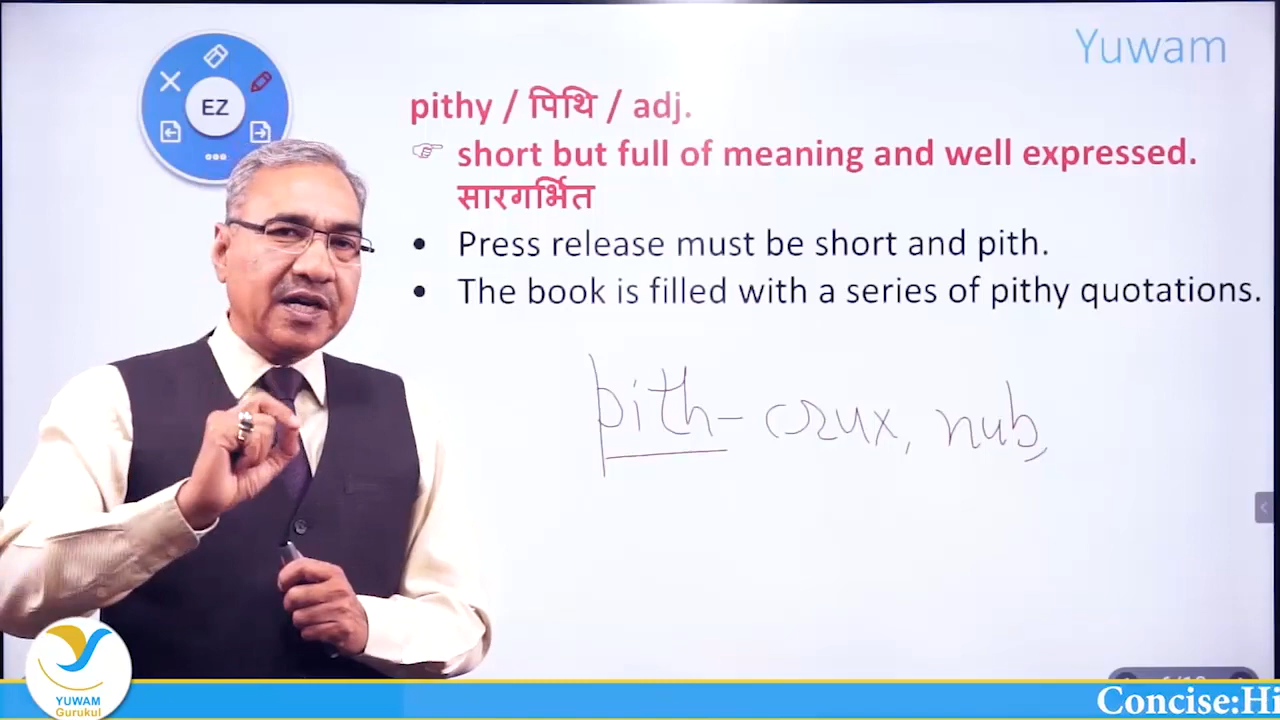 Yuwam
EZ
pithy / पिथि / adj.
☞ short but full of meaning and well expressed.
सारगर्भित
• Press release must be short and pith.
• The book is filled with a series of pithy quotations.
pith - crux, nub,
YUWAM
Gurukul
Concise:Hi